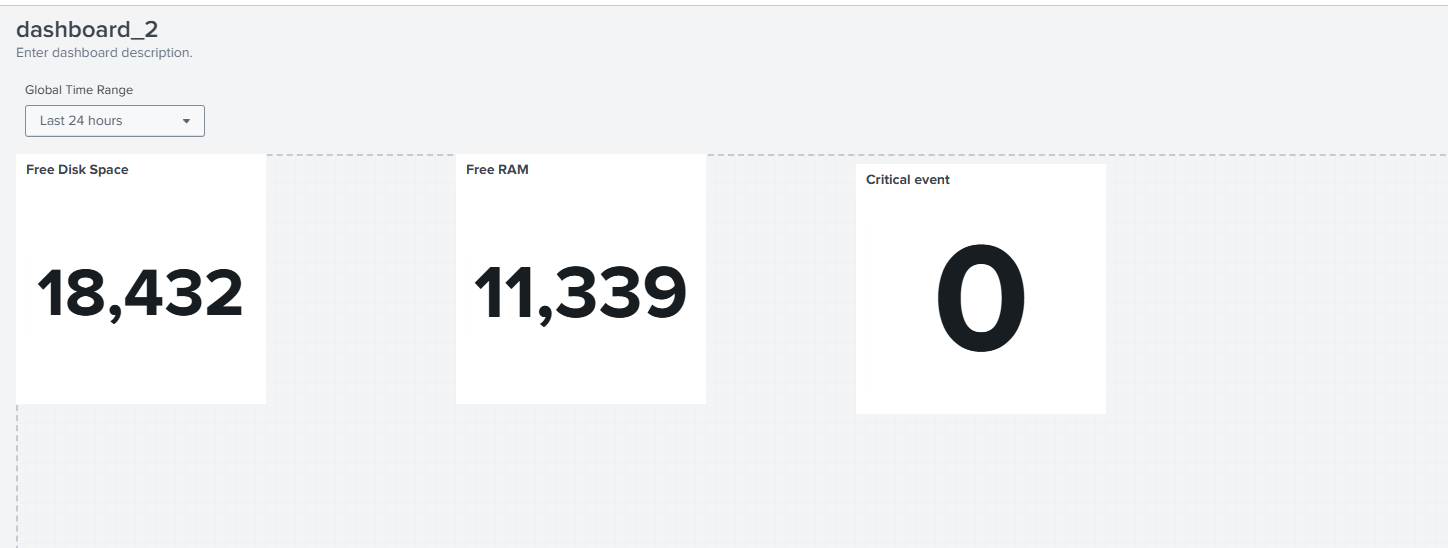 dashboard_2
Enter dashboard description.
Global Time Range
Last 24 hours
Free Disk Space
18,432
Free RAM
11,339
Critical event
0